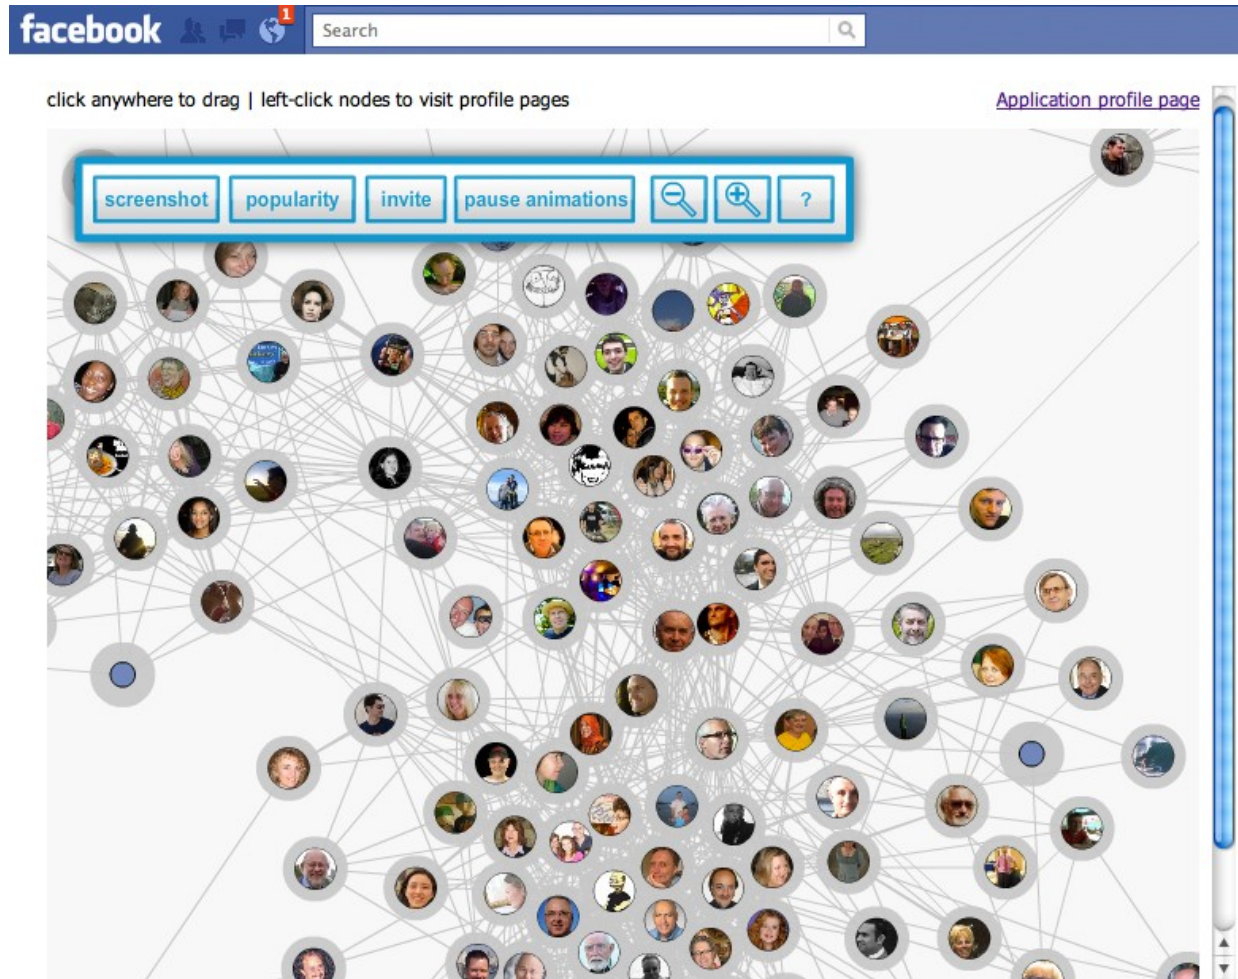 facebook
1
Search
click anywhere to drag | left-click nodes to visit profile pages
Application profile page
screenshot
popularity
invite
pause animations
?